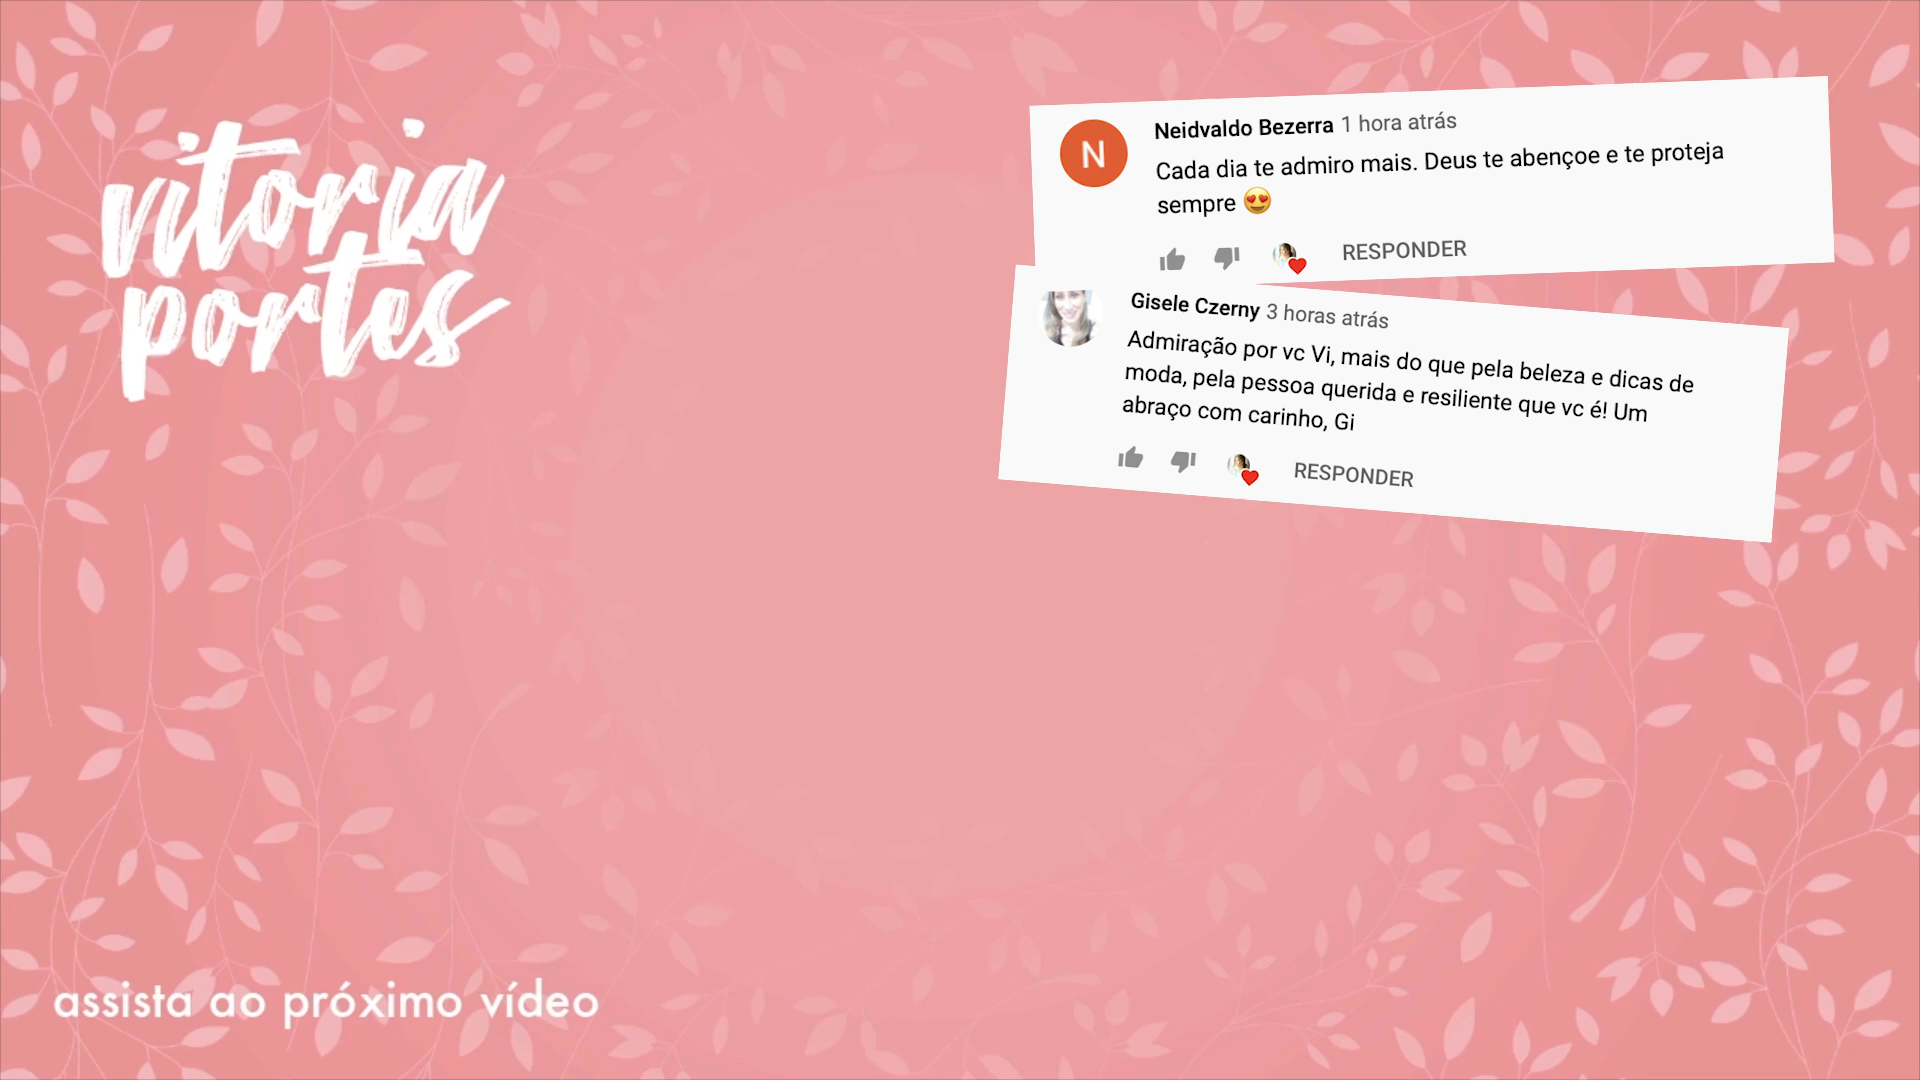 vitoria
portes
Neidvaldo Bezerra 1 hora atrás
Cada dia te admiro mais. Deus te abençoe e te proteja
sempre 😍
RESPONDER
Gisele Czerny 3 horas atrás
Admiração por vc Vi, mais do que pela beleza e dicas de
moda, pela pessoa querida e resiliente que vc é! Um
abraço com carinho, Gi
RESPONDER
assista ao próximo vídeo
N